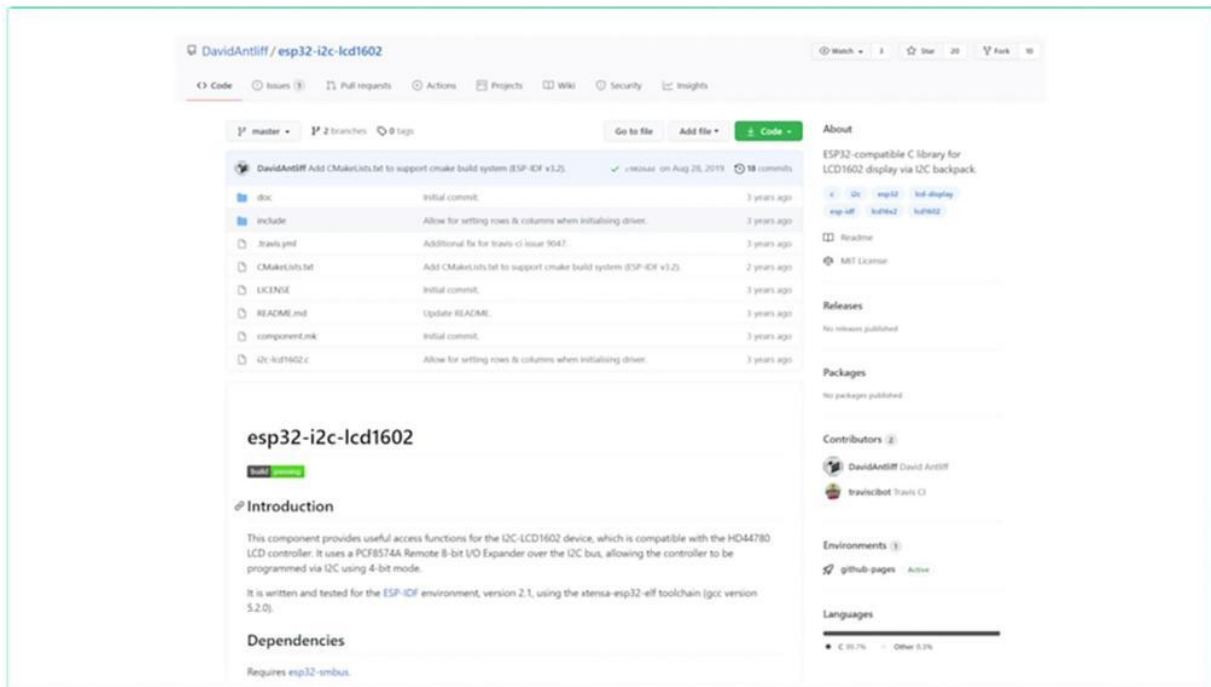 DavidAntliff / esp32-i2c-lcd1602
Watch 3 Star 20 Fork 10
Code Issues 1 Pull requests Actions Projects Wiki Security Insights
master 2 branches 0 tags Go to file Add file Code
DavidAntliff Add CMakeLists.txt to support cmake build system (ESP-IDF v3.2). on Aug 28, 2019 18 commits
doc Initial commit. 3 years ago
include Allow for setting rows & columns when initialising driver. 3 years ago
.travis.yml Additional fix for travis ci issue 9047. 3 years ago
CMakeLists.txt Add CMakeLists.txt to support cmake build system (ESP-IDF v3.2). 2 years ago
LICENSE Initial commit. 3 years ago
README.md Update README. 3 years ago
component.mk Initial commit. 3 years ago
i2c-lcd1602.c Allow for setting rows & columns when initialising driver. 3 years ago
esp32-i2c-lcd1602
build passing
Introduction
This component provides useful access functions for the I2C-LCD1602 device, which is compatible with the HD44780
LCD controller. It uses a PCF8574A Remote 8-bit I/O Expander over the I2C bus, allowing the controller to be
programmed via I2C using 4-bit mode.
It is written and tested for the ESP-IDF environment, version 2.1, using the xtensa-esp32-elf toolchain (gcc version
5.2.0).
Dependencies
Requires esp32-smbus.
About
ESP32-compatible C library for
LCD1602 display via I2C backpack.
c i2c esp32 lcd-display
esp-idf lcd16x2 lcd1602
Readme
MIT License
Releases
No releases published
Packages
No packages published
Contributors 2
DavidAntliff David Antliff
traviscibot Travis CI
Environments 1
github-pages Active
Languages
C 99.7% Other 0.3%